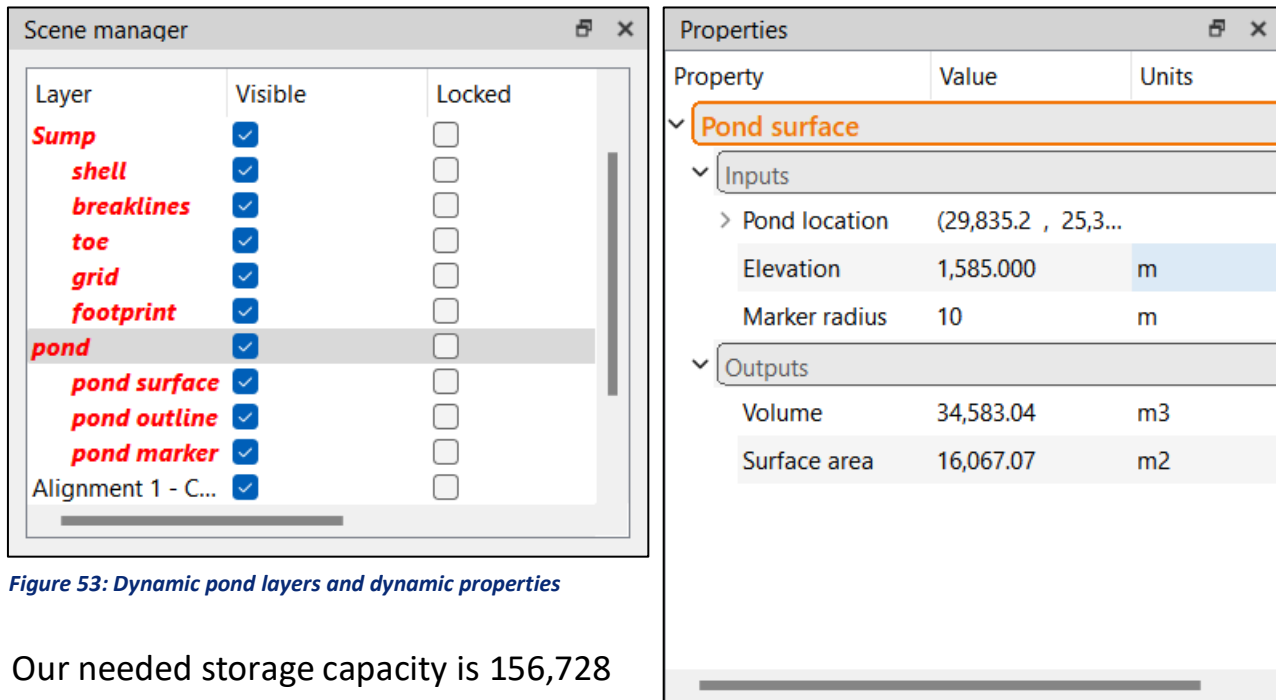 Scene manager
Layer Visible Locked
Sump
shell
breaklines
toe
grid
footprint
pond
pond surface
pond outline
pond marker
Alignment 1 - C...
Figure 53: Dynamic pond layers and dynamic properties
Our needed storage capacity is 156,728
Properties
Property Value Units
Pond surface
Inputs
Pond location (29,835.2 , 25,3...
Elevation 1,585.000 m
Marker radius 10 m
Outputs
Volume 34,583.04 m3
Surface area 16,067.07 m2